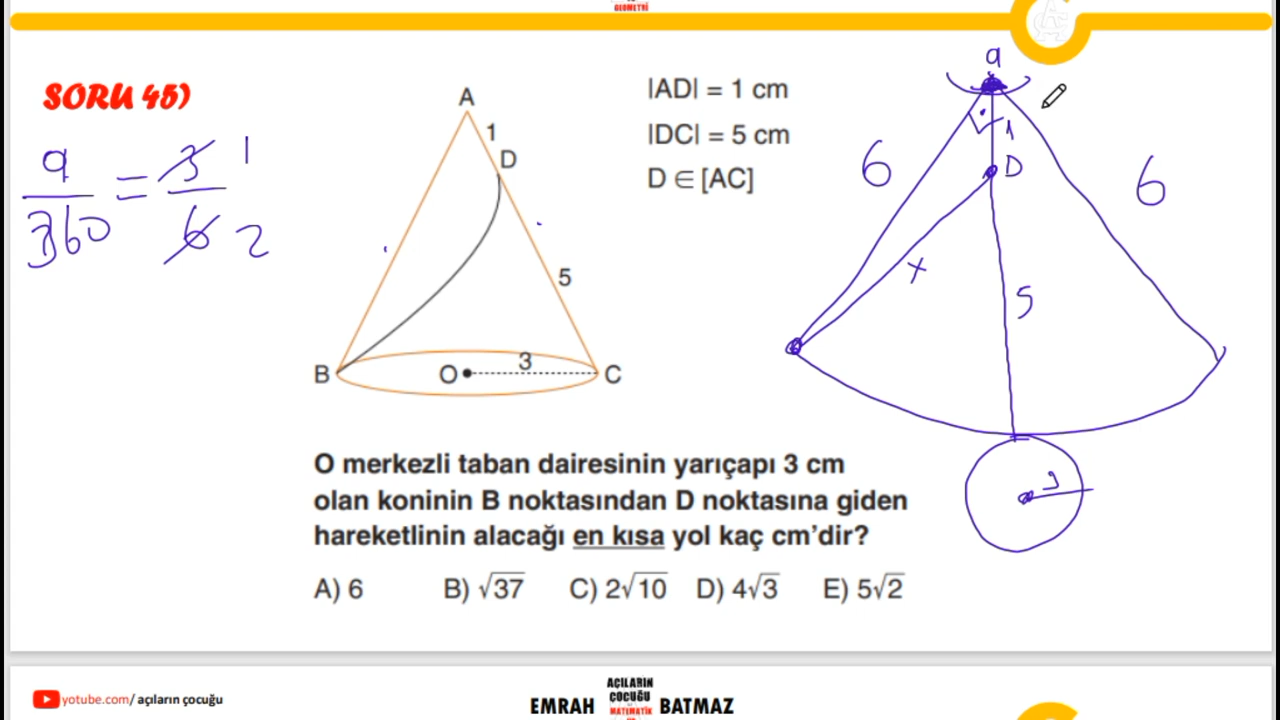 GEOMETRİ
SORU 45)
a/360 = 3/6 1 2
A
1
D
5
B
O
3
C
|AD| = 1 cm
|DC| = 5 cm
D ∈ [AC]
a
6
1
D
6
x
5
3
O merkezli taban dairesinin yarıçapı 3 cm
olan koninin B noktasından D noktasına giden
hareketlinin alacağı en kısa yol kaç cm'dir?
A) 6 B) √37 C) 2√10 D) 4√3 E) 5√2
yotube.com/ açıların çocuğu
EMRAH AÇILARIN ÇOCUĞU MATEMATİK BATMAZ